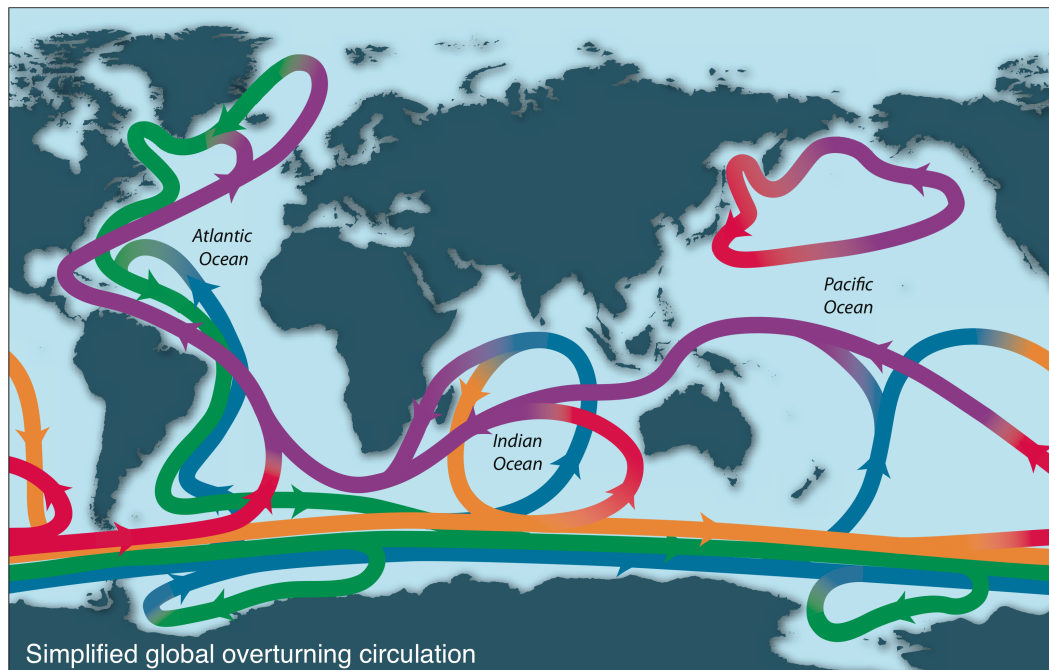 Atlantic
Ocean
Pacific
Ocean
Indian
Ocean
Simplified global overturning circulation